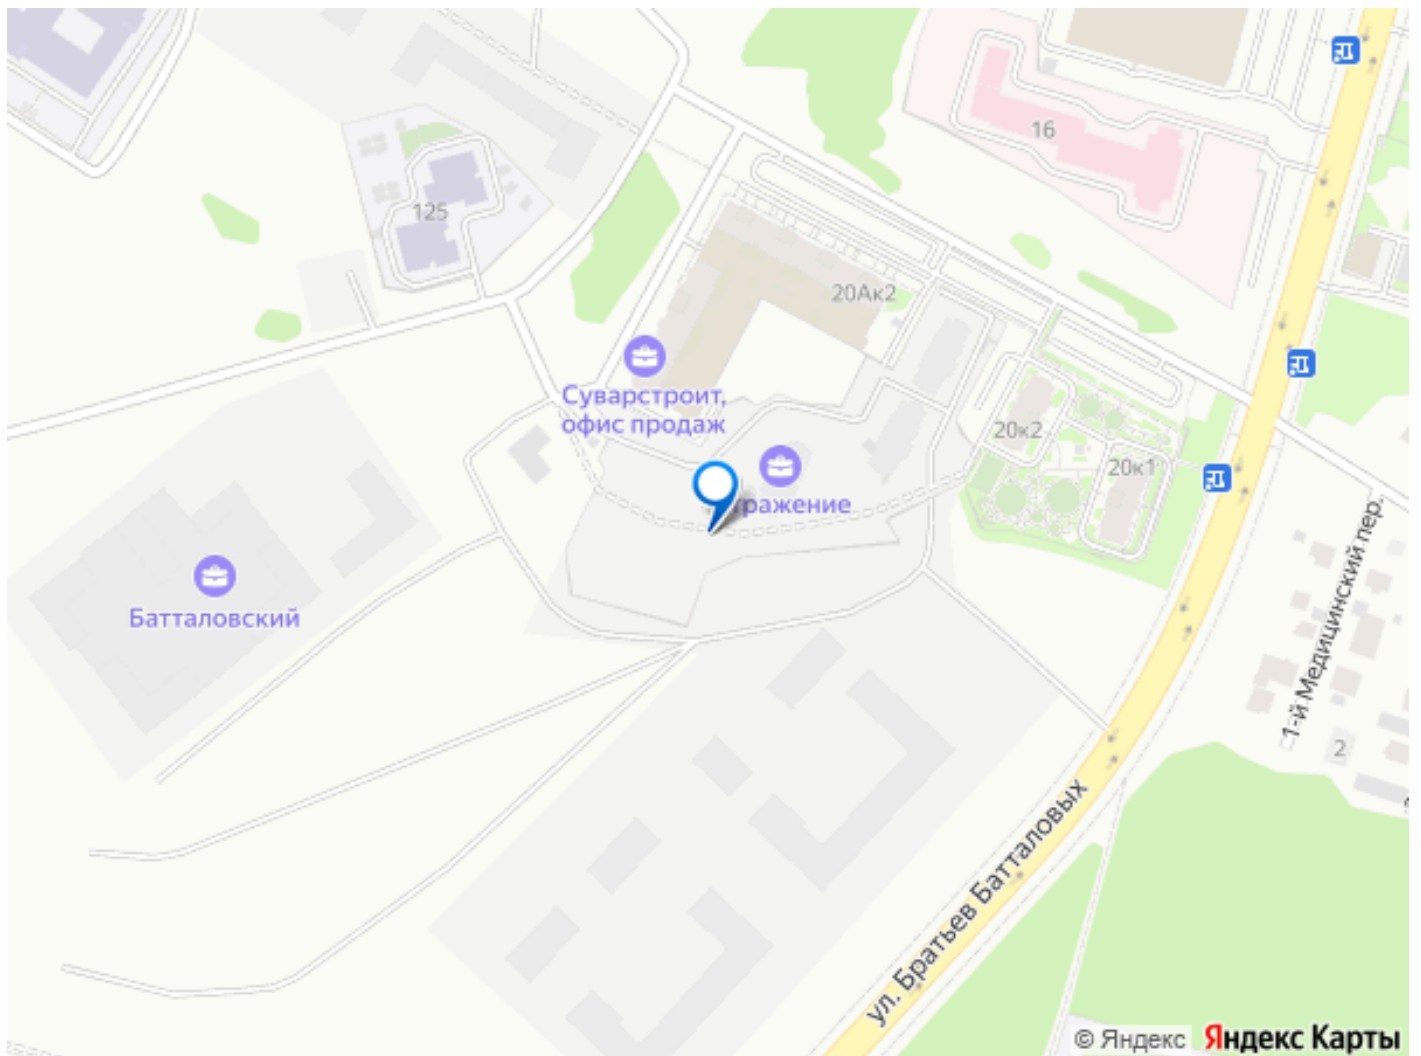 16
125
20Ак2
Суварстроит,
офис продаж
20к2
20к1
тражение
Батталовский
1-й Медицинский пер.
2
ул. Братьев Батталовых
© Яндекс Яндекс Карты